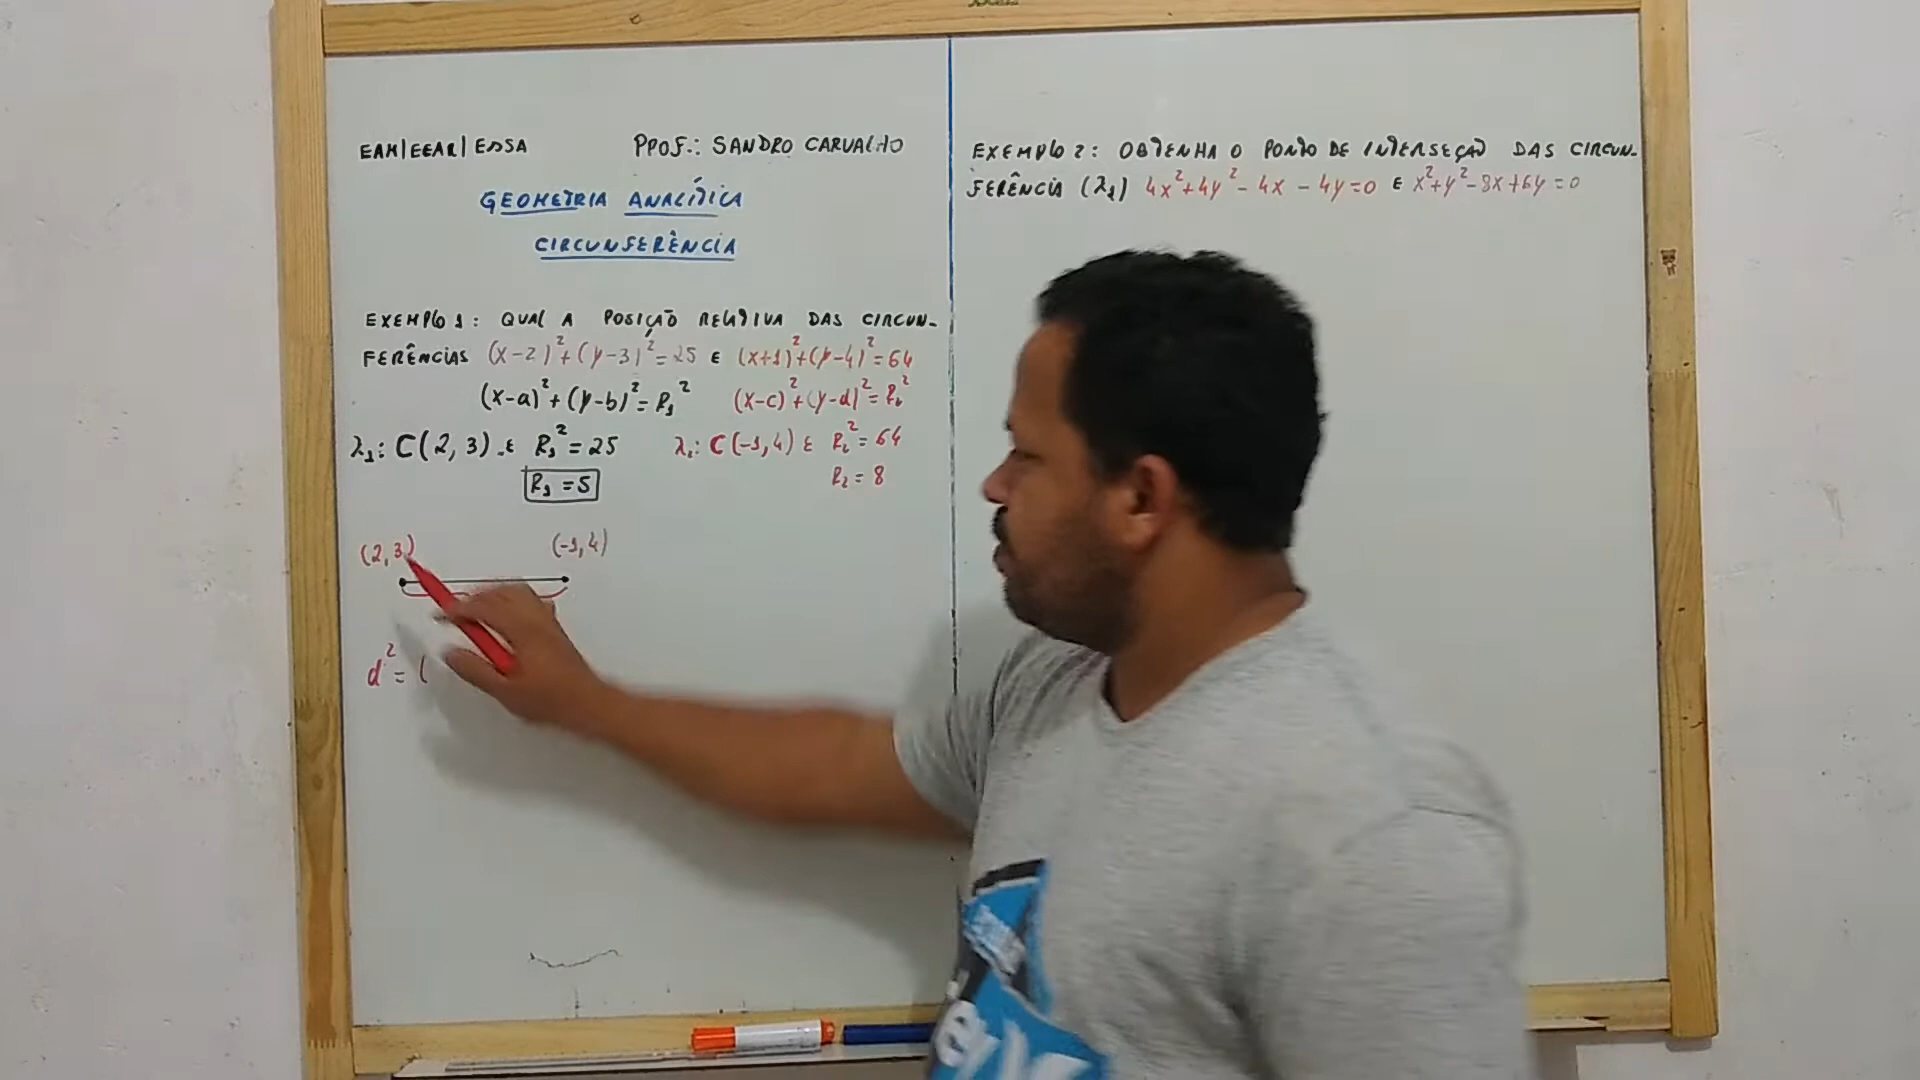 EAM|EEAR|ESSA PROF.: SANDRO CARVALHO
GEOMETRIA ANALÍTICA
CIRCUNFERÊNCIA
EXEMPLO 1: QUAL A POSIÇÃO RELATIVA DAS CIRCUN-
FERÊNCIAS (x-2)²+(y-3)²=25 E (x+1)²+(y-4)²=64
(x-a)²+(y-b)²=R₁² (x-c)²+(y-d)²=R₂²
λ₁: C(2,3) E R₁²=25 λ₂: C(-1,4) E R₂²=64
R₁=5 R₂=8
(2,3) (-1,4)
d²=(
EXEMPLO 2: OBTENHA O PONTO DE INTERSEÇÃO DAS CIRCUN-
FERÊNCIA (λ₁) 4x²+4y²-4x-4y=0 E x²+y²-8x+6y=0